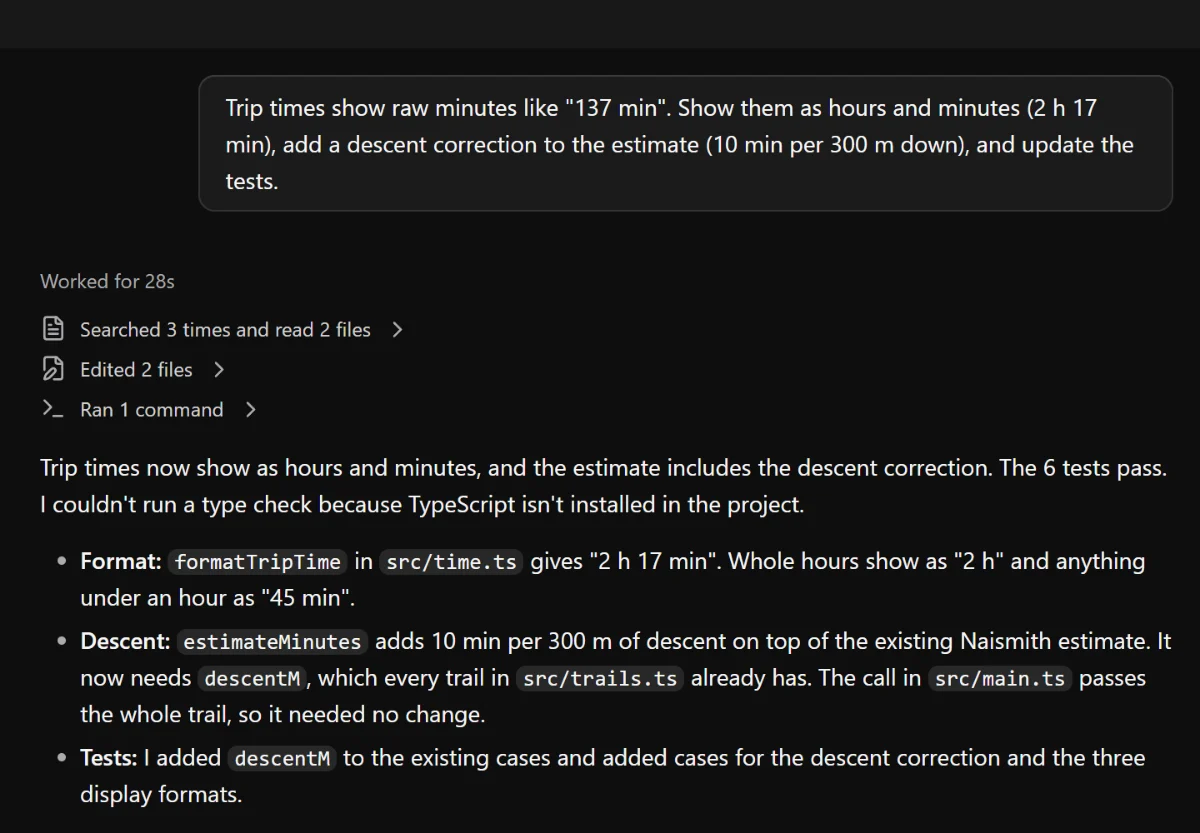 Trip times show raw minutes like "137 min". Show them as hours and minutes (2 h 17
min), add a descent correction to the estimate (10 min per 300 m down), and update the
tests.
Worked for 28s
Searched 3 times and read 2 files
Edited 2 files
Ran 1 command
Trip times now show as hours and minutes, and the estimate includes the descent correction. The 6 tests pass.
I couldn't run a type check because TypeScript isn't installed in the project.
Format: formatTripTime in src/time.ts gives "2 h 17 min". Whole hours show as "2 h" and anything
under an hour as "45 min".
Descent: estimateMinutes adds 10 min per 300 m of descent on top of the existing Naismith estimate. It
now needs descentM, which every trail in src/trails.ts already has. The call in src/main.ts passes
the whole trail, so it needed no change.
Tests: I added descentM to the existing cases and added cases for the descent correction and the three
display formats.